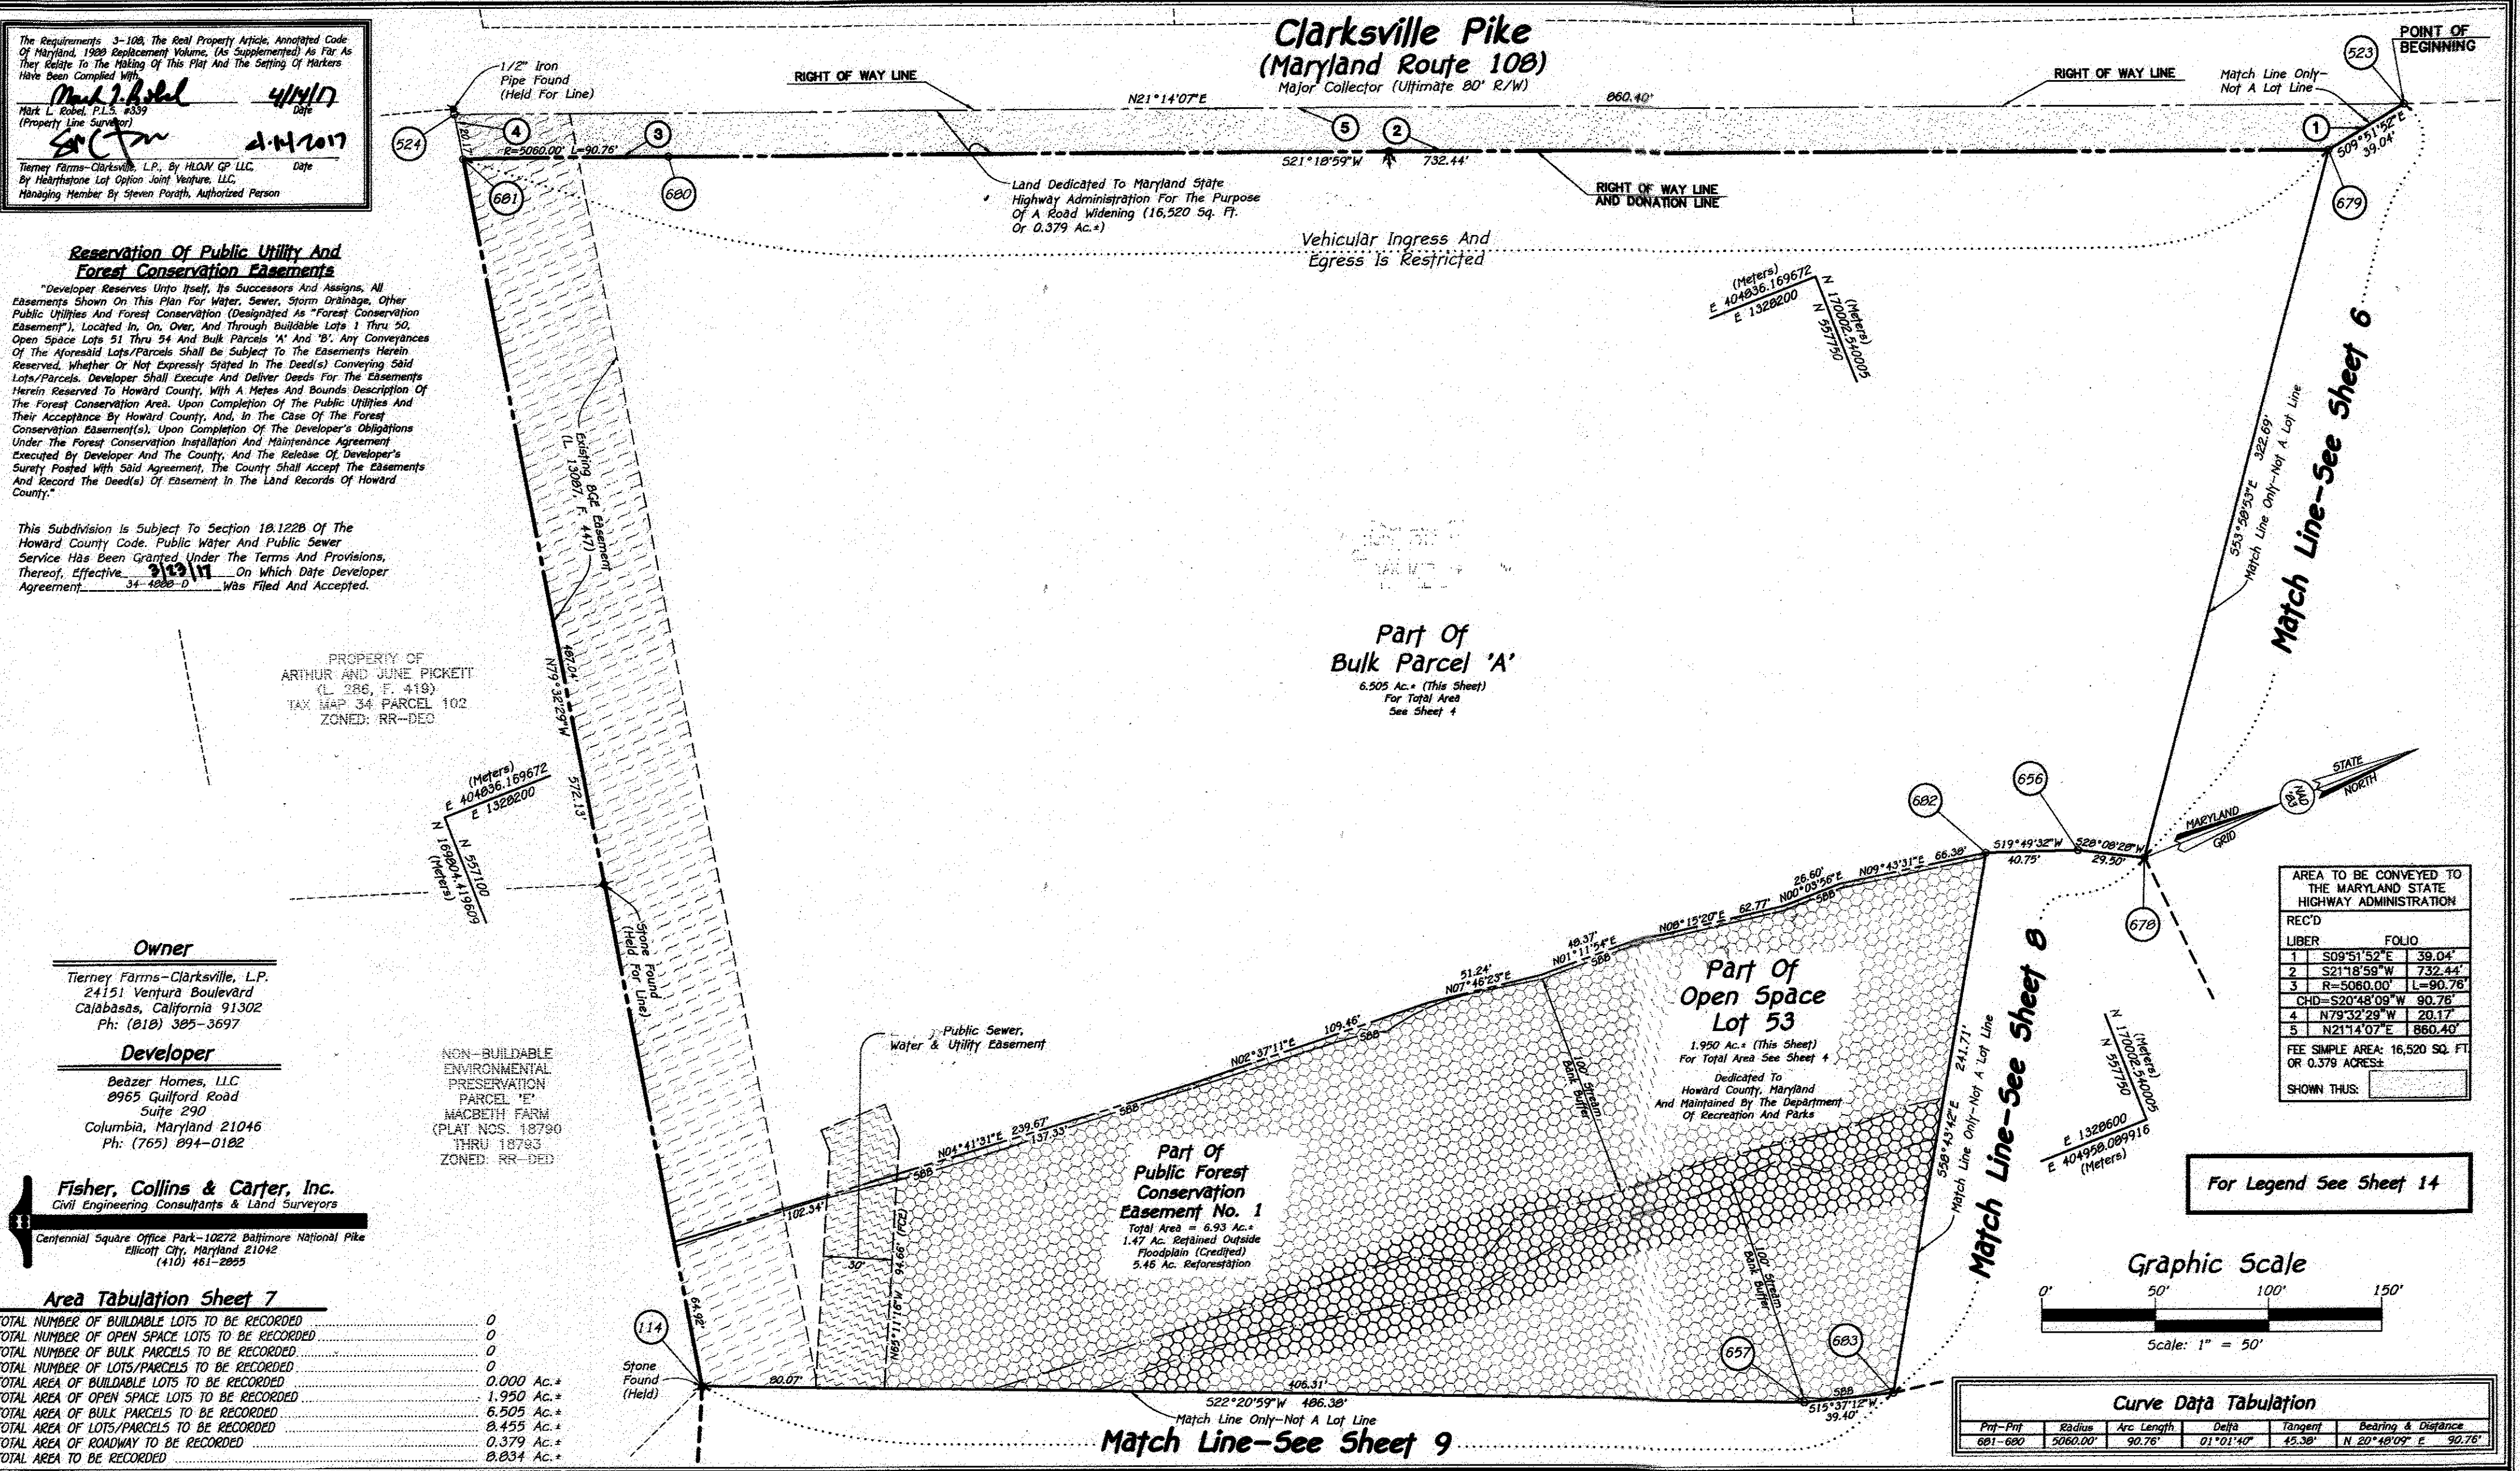 The Requirements 3-108, The Real Property Article, Annotated Code
Of Maryland, 1988 Replacement Volume, (As Supplemented) As Far As
They Relate To The Making Of This Plat And The Setting Of Markers
Have Been Complied With.
4/14/17
Mark L. Robel, P.L.S. #339
Date
(Property Line Surveyor)
4-14-2017
Tierney Farms-Clarksville, L.P., By HLOJV GP LLC,
Date
By Hearthstone Lot Option Joint Venture, LLC,
Managing Member By Steven Porath, Authorized Person
Reservation Of Public Utility And
Forest Conservation Easements
"Developer Reserves Unto Itself, Its Successors And Assigns, All
Easements Shown On This Plan For Water, Sewer, Storm Drainage, Other
Public Utilities And Forest Conservation (Designated As "Forest Conservation
Easement"), Located In, On, Over, And Through Buildable Lots 1 Thru 50,
Open Space Lots 51 Thru 54 And Bulk Parcels 'A' And 'B'. Any Conveyances
Of The Aforesaid Lots/Parcels Shall Be Subject To The Easements Herein
Reserved, Whether Or Not Expressly Stated In The Deed(s) Conveying Said
Lots/Parcels. Developer Shall Execute And Deliver Deeds For The Easements
Herein Reserved To Howard County, With A Metes And Bounds Description Of
The Forest Conservation Area. Upon Completion Of The Public Utilities And
Their Acceptance By Howard County, And, In The Case Of The Forest
Conservation Easement(s), Upon Completion Of The Developer's Obligations
Under The Forest Conservation Installation And Maintenance Agreement
Executed By Developer And The County, And The Release Of Developer's
Surety Posted With Said Agreement, The County Shall Accept The Easements
And Record The Deed(s) Of Easement In The Land Records Of Howard
County."
This Subdivision Is Subject To Section 18.122B Of The
Howard County Code. Public Water And Public Sewer
Service Has Been Granted Under The Terms And Provisions,
Thereof, Effective 3/23/17 On Which Date Developer
Agreement 34-4888-D Was Filed And Accepted.
Clarksville Pike
(Maryland Route 108)
Major Collector (Ultimate 80' R/W)
POINT OF
BEGINNING
523
1/2" Iron
Pipe Found
(Held For Line)
RIGHT OF WAY LINE
N21°14'07"E
860.40'
RIGHT OF WAY LINE
Match Line Only-
Not A Lot Line
524
20.17'
4
3
5
2
1
R=5060.00' L=90.76'
S21°18'59"W
732.44'
S09°51'52"E
39.04'
681
680
679
Land Dedicated To Maryland State
Highway Administration For The Purpose
Of A Road Widening (16,520 Sq. Ft.
Or 0.379 Ac.±)
RIGHT OF WAY LINE
AND DONATION LINE
Vehicular Ingress And
Egress Is Restricted
(Meters)
E 404836.169672
E 1328200
N 557750
N 170002.540005
(Meters)
322.69'
S53°58'53"E
Match Line Only-Not A Lot Line
Match Line-See Sheet 6
Existing BGE Easement
(L. 13087, F. 447)
487.04'
N79°32'29"W
572.13'
Part Of
Bulk Parcel 'A'
6.505 Ac.± (This Sheet)
For Total Area
See Sheet 4
PROPERTY OF
ARTHUR AND JUNE PICKETT
(L. 286, F. 419)
TAX MAP 34 PARCEL 102
ZONED: RR-DEO
(Meters)
E 404836.169672
E 1328200
N 557100
N 169804.419609
(Meters)
Stone Found
(Held For Line)
682
656
678
S19°49'32"W
40.75'
S28°08'28"W
29.50'
MARYLAND
STATE
GRID
NORTH
NAD
'83
N09°43'31"E 66.38'
26.60'
N00°03'56"E
62.77'
N08°15'20"E
48.37'
N01°11'54"E
51.24'
N07°46'23"E
109.46'
N02°37'11"E
239.67'
N04°41'31"E
137.33'
102.34'
SBB
SBB
SBB
SBB
SBB
SBB
Owner
Tierney Farms-Clarksville, L.P.
24151 Ventura Boulevard
Calabasas, California 91302
Ph: (818) 385-3697
Developer
Beazer Homes, LLC
8965 Guilford Road
Suite 290
Columbia, Maryland 21046
Ph: (765) 894-0182
NON-BUILDABLE
ENVIRONMENTAL
PRESERVATION
PARCEL 'E'
MACBETH FARM
(PLAT NOS. 18790
THRU 18793
ZONED: RR-DEO
Public Sewer,
Water & Utility Easement
Part Of
Public Forest
Conservation
Easement No. 1
Total Area = 6.93 Ac.±
1.47 Ac. Retained Outside
Floodplain (Credited)
5.46 Ac. Reforestation
Part Of
Open Space
Lot 53
1.950 Ac.± (This Sheet)
For Total Area See Sheet 4
Dedicated To
Howard County, Maryland
And Maintained By The Department
Of Recreation And Parks
100' Stream
Bank Buffer
100' Stream
Bank Buffer
241.71'
S58°43'42"E
Match Line Only-Not A Lot Line
Match Line-See Sheet 8
AREA TO BE CONVEYED TO
THE MARYLAND STATE
HIGHWAY ADMINISTRATION
REC'D
LIBER FOLIO
1 S09°51'52"E 39.04'
2 S21°18'59"W 732.44'
3 R=5060.00' L=90.76'
CHD=S20°48'09"W 90.76'
4 N79°32'29"W 20.17'
5 N21°14'07"E 860.40'
FEE SIMPLE AREA: 16,520 SQ. FT.
OR 0.379 ACRES±
SHOWN THUS:
N 170002.540005
(Meters)
N 557750
E 1328600
E 404958.089916
(Meters)
For Legend See Sheet 14
Fisher, Collins & Carter, Inc.
Civil Engineering Consultants & Land Surveyors
Centennial Square Office Park-10272 Baltimore National Pike
Ellicott City, Maryland 21042
(410) 461-2855
Graphic Scale
0' 50' 100' 150'
Scale: 1" = 50'
Area Tabulation Sheet 7
TOTAL NUMBER OF BUILDABLE LOTS TO BE RECORDED 0
TOTAL NUMBER OF OPEN SPACE LOTS TO BE RECORDED 0
TOTAL NUMBER OF BULK PARCELS TO BE RECORDED 0
TOTAL NUMBER OF LOTS/PARCELS TO BE RECORDED 0
TOTAL AREA OF BUILDABLE LOTS TO BE RECORDED 0.000 Ac.±
TOTAL AREA OF OPEN SPACE LOTS TO BE RECORDED 1.950 Ac.±
TOTAL AREA OF BULK PARCELS TO BE RECORDED 6.505 Ac.±
TOTAL AREA OF LOTS/PARCELS TO BE RECORDED 8.455 Ac.±
TOTAL AREA OF ROADWAY TO BE RECORDED 0.379 Ac.±
TOTAL AREA TO BE RECORDED 8.834 Ac.±
114
64.92'
Stone
Found
(Held)
30'
N65°11'16"W 94.66' (FCE)
80.07'
406.31'
S22°20'59"W 486.38'
Match Line Only-Not A Lot Line
Match Line-See Sheet 9
657
683
SBB
S15°37'12"W
39.40'
Curve Data Tabulation
Pnt-Pnt Radius Arc Length Delta Tangent Bearing & Distance
681-680 5060.00' 90.76' 01°01'40" 45.38' N 20°48'09" E 90.76'